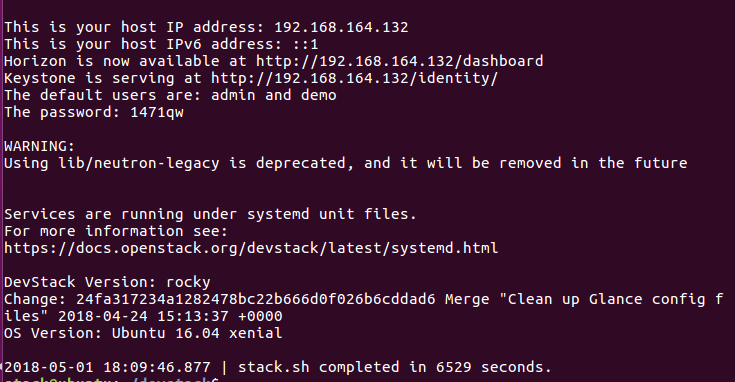 This is your host IP address: 192.168.164.132
This is your host IPv6 address: ::1
Horizon is now available at http://192.168.164.132/dashboard
Keystone is serving at http://192.168.164.132/identity/
The default users are: admin and demo
The password: 1471qw
WARNING:
Using lib/neutron-legacy is deprecated, and it will be removed in the future
Services are running under systemd unit files.
For more information see:
https://docs.openstack.org/devstack/latest/systemd.html
DevStack Version: rocky
Change: 24fa317234a1282478bc22b666d0f026b6cddad6 Merge "Clean up Glance config f
iles" 2018-04-24 15:13:37 +0000
OS Version: Ubuntu 16.04 xenial
2018-05-01 18:09:46.877 | stack.sh completed in 6529 seconds.